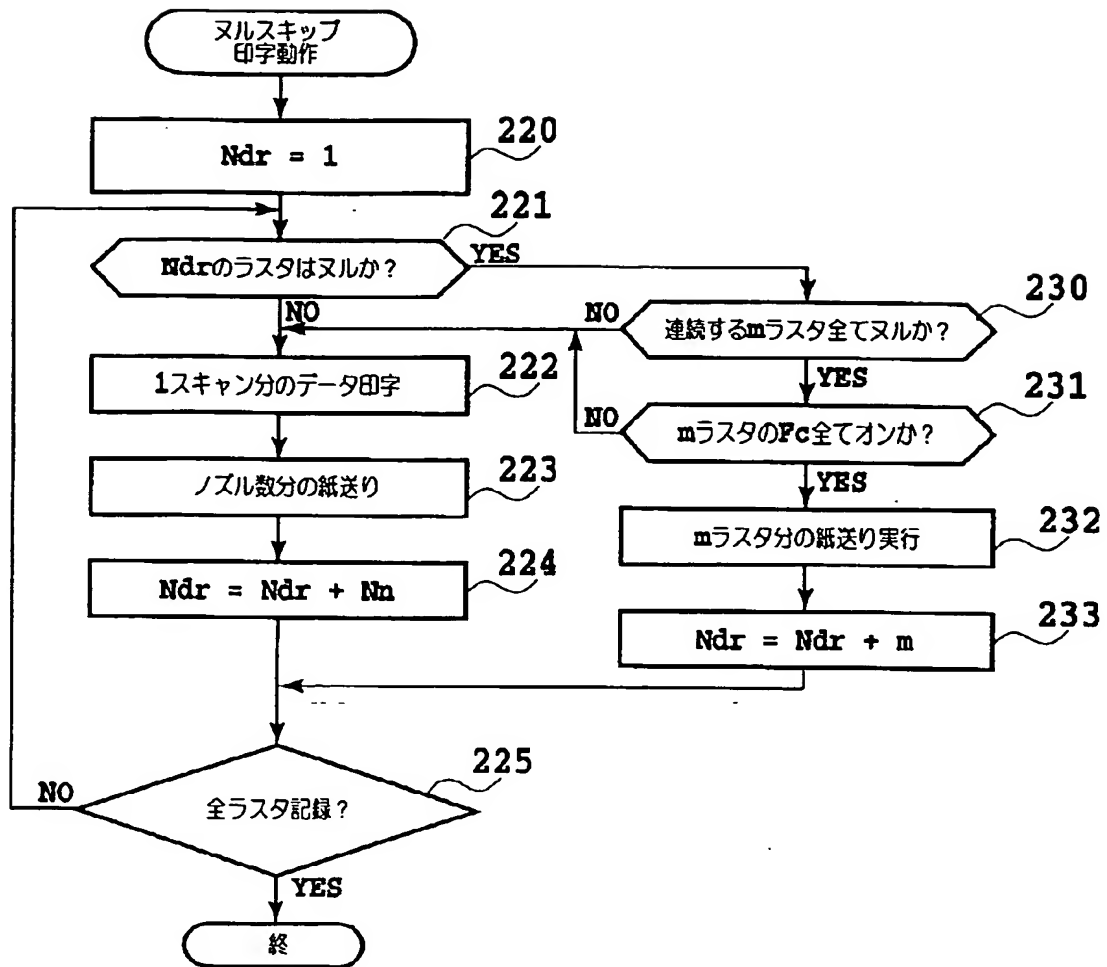 ヌルスキップ
印字動作
220
Ndr = 1
221
Ndrのラスタはヌルか?
YES
NO
230
連続するmラスタ全てヌルか?
NO
YES
222
1スキャン分のデータ印字
231
mラスタのFc全てオンか?
NO
YES
223
ノズル数分の紙送り
232
mラスタ分の紙送り実行
224
Ndr = Ndr + Nn
233
Ndr = Ndr + m
225
全ラスタ記録?
NO
YES
終